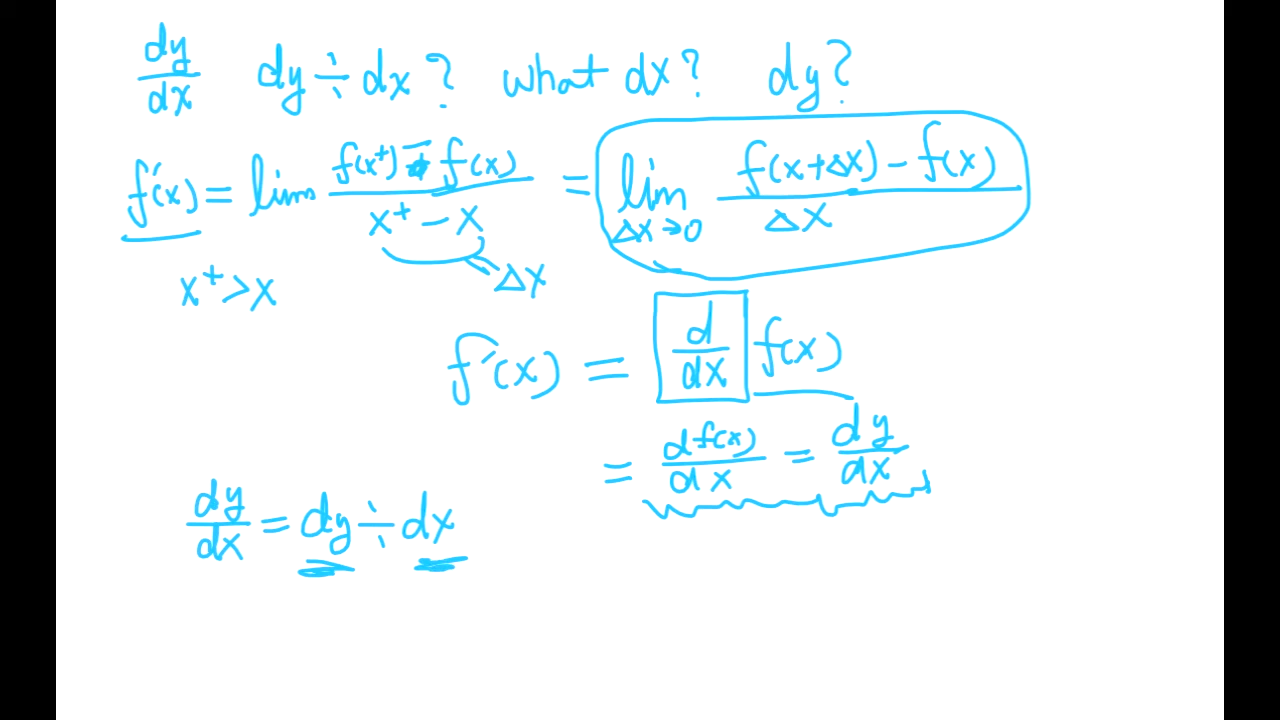 dy/dx dy ÷ dx? what dx? dy?
f'(x) = lim (f(x⁺) - f(x))/(x⁺ - x) = lim Δx→0 (f(x+Δx) - f(x))/Δx
x⁺ > x Δx
f'(x) = d/dx f(x)
= df(x)/dx = dy/dx
dy/dx = dy ÷ dx